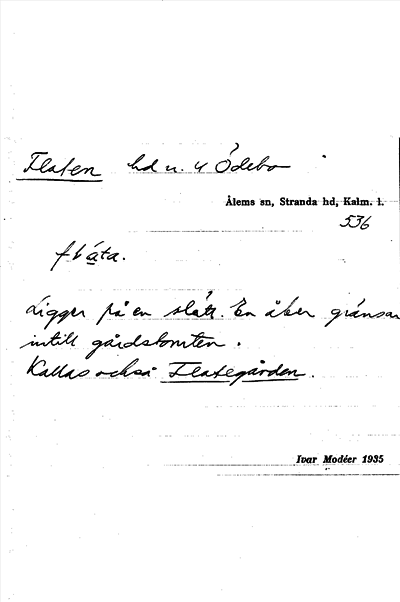 Flaten hd n. 4 Ödebo
Ålems sn, Stranda hd, Kalm. l.
536
flata.
Ligger på en slätt. En åker gränsar
intill gårdstomten.
Kallas också Flategården.
Ivar Modéer 1935